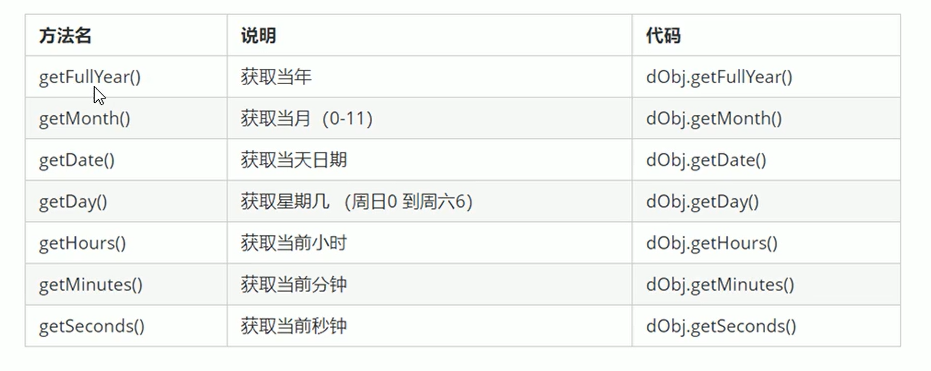 方法名 说明 代码
getFullYear() 获取当年 dObj.getFullYear()
getMonth() 获取当月（0-11） dObj.getMonth()
getDate() 获取当天日期 dObj.getDate()
getDay() 获取星期几 （周日0 到周六6） dObj.getDay()
getHours() 获取当前小时 dObj.getHours()
getMinutes() 获取当前分钟 dObj.getMinutes()
getSeconds() 获取当前秒钟 dObj.getSeconds()